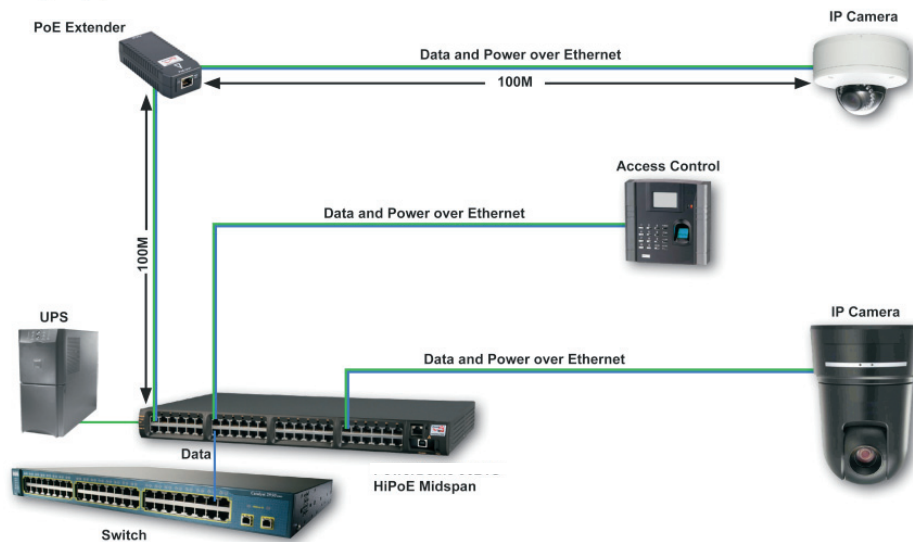 PoE Extender
IP Camera
Data and Power over Ethernet
100M
Access Control
Data and Power over Ethernet
100M
UPS
IP Camera
Data and Power over Ethernet
Data
HiPoE Midspan
Switch